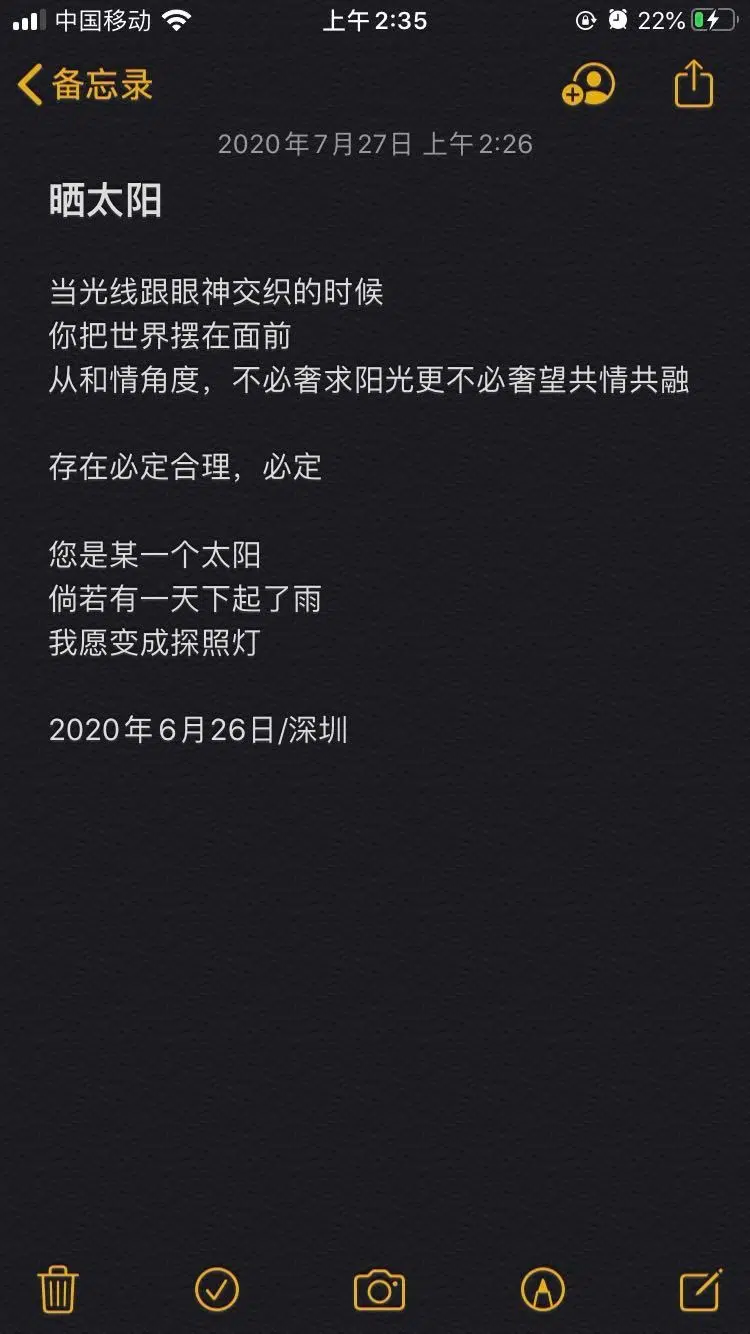 中国移动 上午2:35 22%
备忘录
2020年7月27日 上午2:26
晒太阳
当光线跟眼神交织的时候
你把世界摆在面前
从和情角度，不必奢求阳光更不必奢望共情共融
存在必定合理，必定
您是某一个太阳
倘若有一天下起了雨
我愿变成探照灯
2020年6月26日/深圳